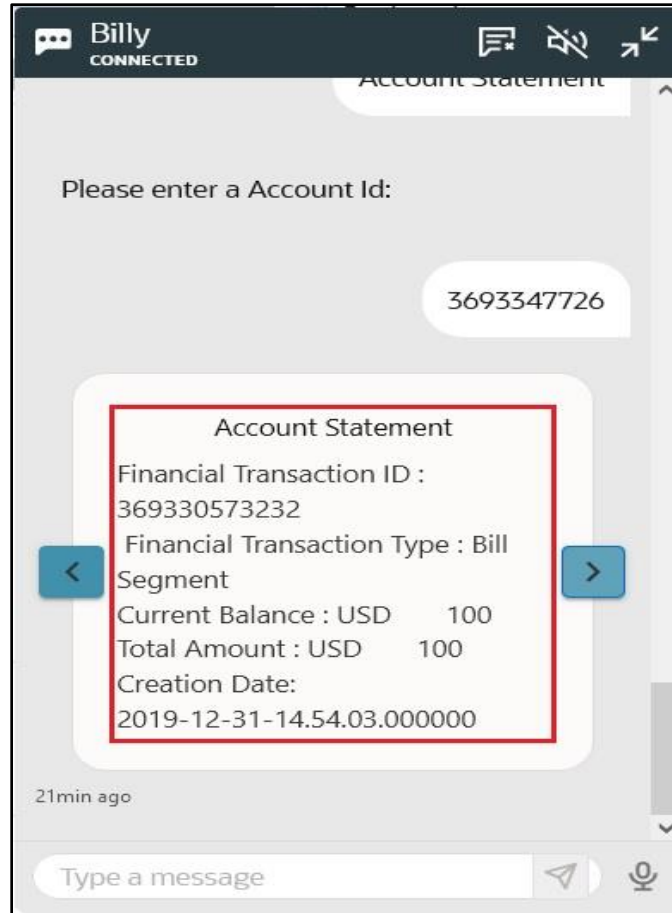 Billy
CONNECTED
Account Statement
Please enter a Account Id:
3693347726
Account Statement
Financial Transaction ID :
369330573232
Financial Transaction Type : Bill
Segment
Current Balance : USD 100
Total Amount : USD 100
Creation Date:
2019-12-31-14.54.03.000000
21min ago
Type a message